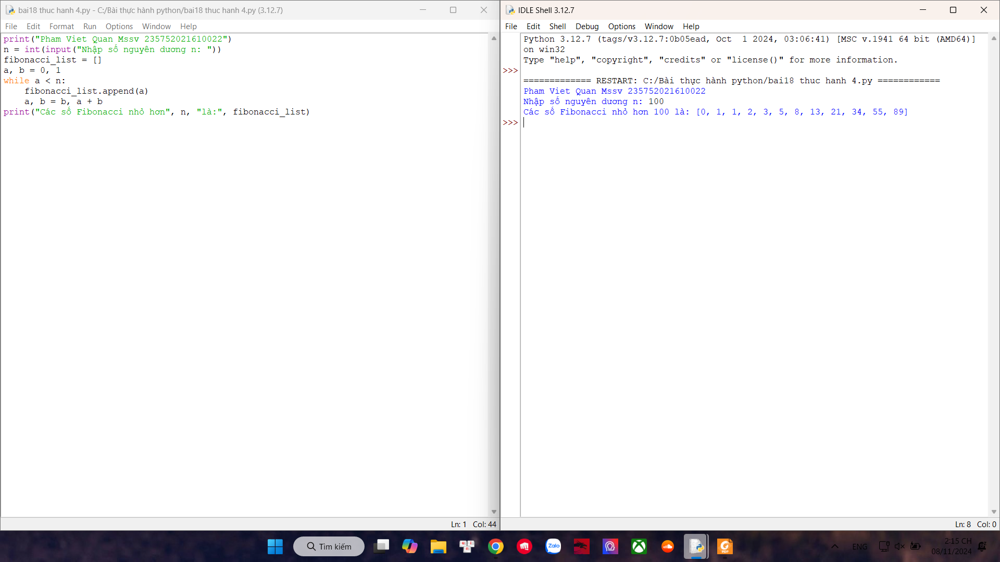 bai18 thuc hanh 4.py - C:/Bài thực hành python/bai18 thuc hanh 4.py (3.12.7)
File Edit Format Run Options Window Help
print("Pham Viet Quan Mssv 235752021610022")
n = int(input("Nhập số nguyên dương n: "))
fibonacci_list = []
a, b = 0, 1
while a < n:
    fibonacci_list.append(a)
    a, b = b, a + b
print("Các số Fibonacci nhỏ hơn", n, "là:", fibonacci_list)
Ln: 1 Col: 44
IDLE Shell 3.12.7
File Edit Shell Debug Options Window Help
Python 3.12.7 (tags/v3.12.7:0b05ead, Oct  1 2024, 03:06:41) [MSC v.1941 64 bit (AMD64)]
on win32
Type "help", "copyright", "credits" or "license()" for more information.
>>>
============= RESTART: C:/Bài thực hành python/bai18 thuc hanh 4.py ============
Pham Viet Quan Mssv 235752021610022
Nhập số nguyên dương n: 100
Các số Fibonacci nhỏ hơn 100 là: [0, 1, 1, 2, 3, 5, 8, 13, 21, 34, 55, 89]
>>>
Ln: 8 Col: 0
Tìm kiếm
Zalo
PDF
ENG
2:15 CH
08/11/2024